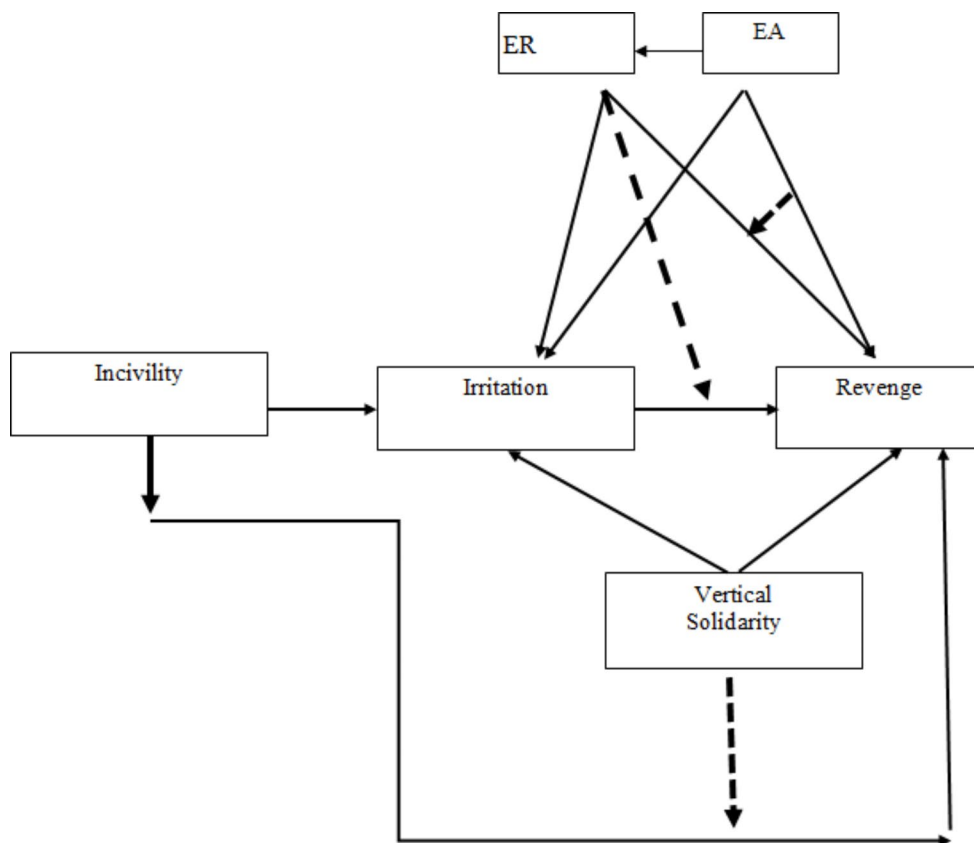 ER
EA
Incivility
Irritation
Revenge
Vertical
Solidarity